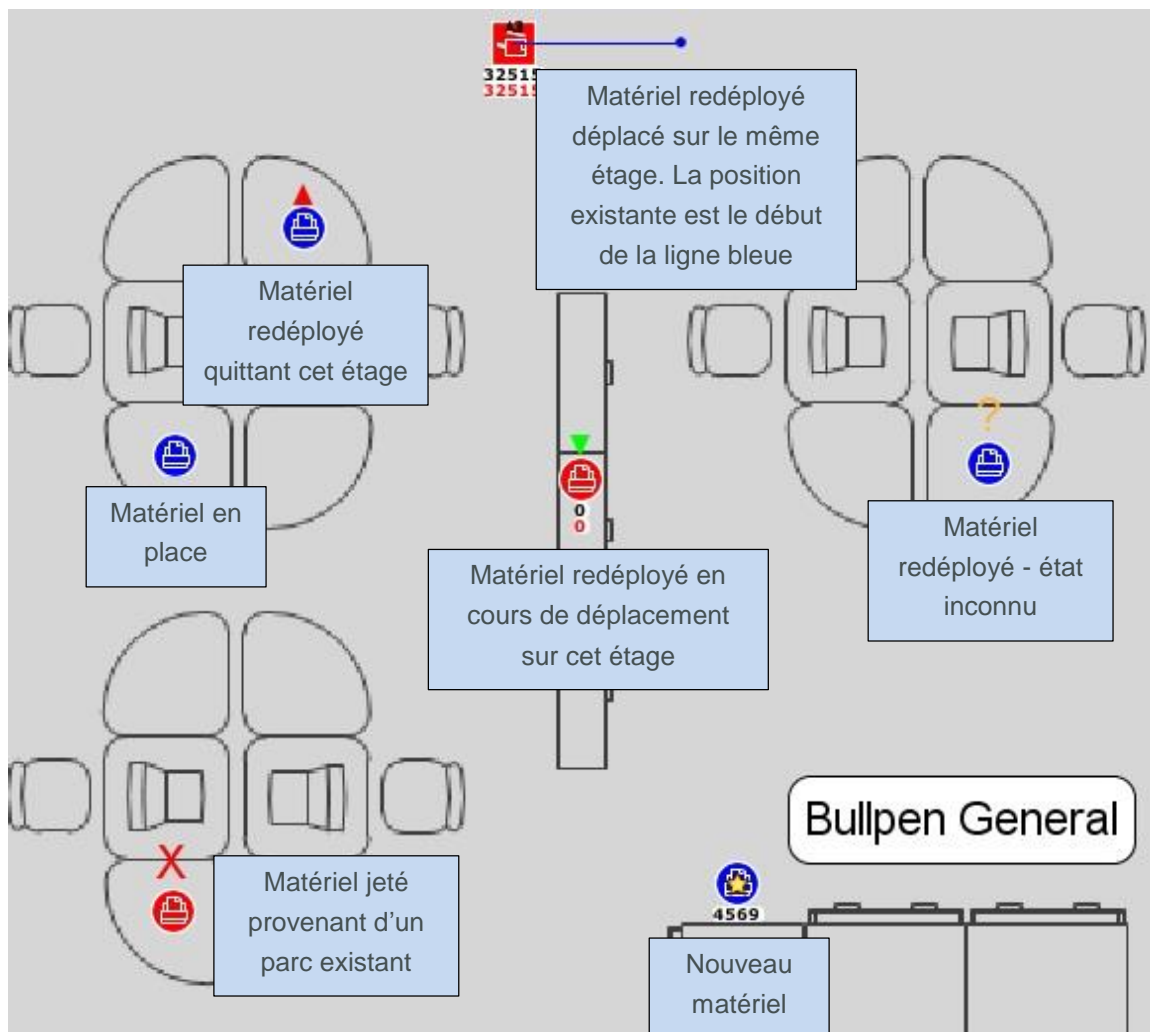 A3
32515
32515
Matériel redéployé
déplacé sur le même
étage. La position
existante est le début
de la ligne bleue
Matériel
redéployé
quittant cet étage
?
Matériel en
place
0
0
Matériel redéployé en
cours de déplacement
sur cet étage
Matériel
redéployé - état
inconnu
Bullpen General
X
Matériel jeté
provenant d’un
parc existant
4569
Nouveau
matériel